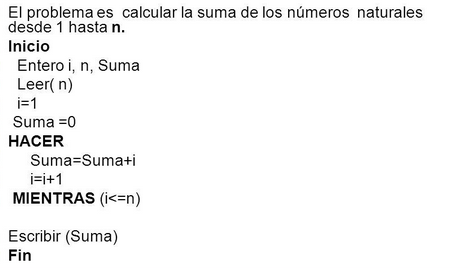 El problema es calcular la suma de los números naturales
desde 1 hasta n.
Inicio
Entero i, n, Suma
Leer( n)
i=1
Suma =0
HACER
Suma=Suma+i
i=i+1
MIENTRAS (i<=n)
Escribir (Suma)
Fin